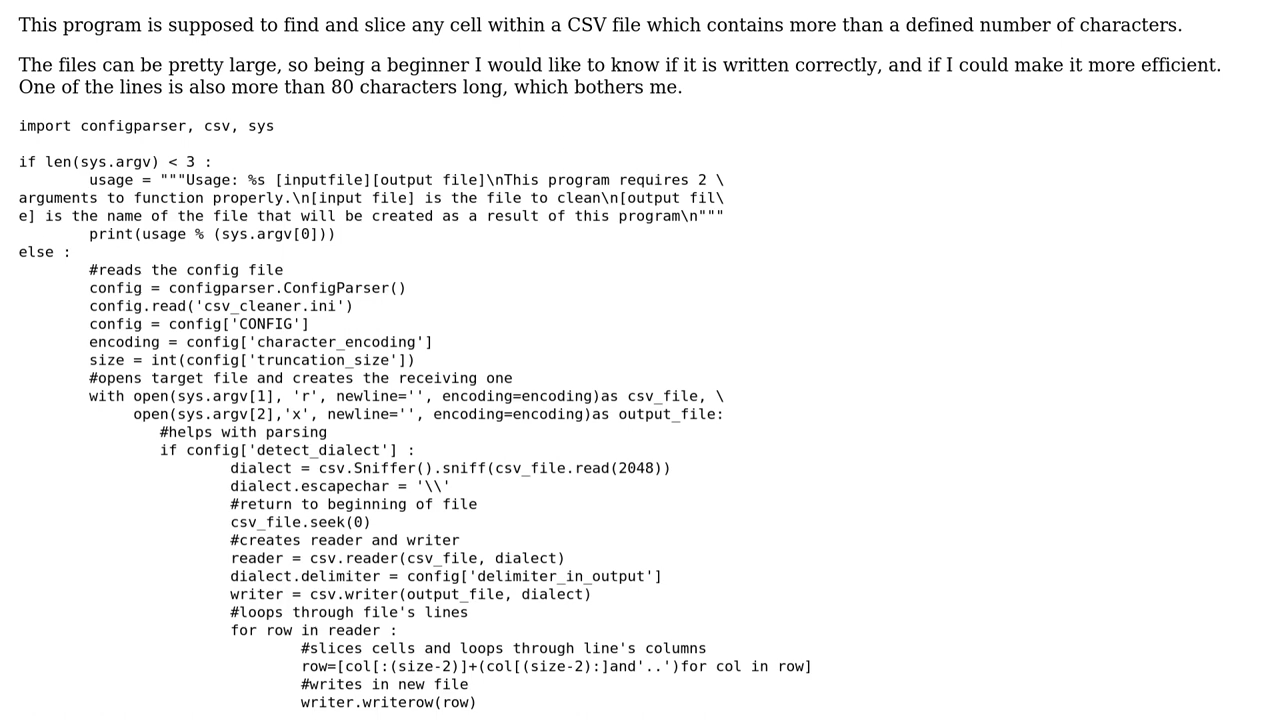 This program is supposed to find and slice any cell within a CSV file which contains more than a defined number of characters.
The files can be pretty large, so being a beginner I would like to know if it is written correctly, and if I could make it more efficient.
One of the lines is also more than 80 characters long, which bothers me.
import configparser, csv, sys
if len(sys.argv) < 3 :
        usage = """Usage: %s [inputfile][output file]\nThis program requires 2 \
arguments to function properly.\n[input file] is the file to clean\n[output fil\
e] is the name of the file that will be created as a result of this program\n"""
        print(usage % (sys.argv[0]))
else :
        #reads the config file
        config = configparser.ConfigParser()
        config.read('csv_cleaner.ini')
        config = config['CONFIG']
        encoding = config['character_encoding']
        size = int(config['truncation_size'])
        #opens target file and creates the receiving one
        with open(sys.argv[1], 'r', newline='', encoding=encoding)as csv_file, \
             open(sys.argv[2],'x', newline='', encoding=encoding)as output_file:
                #helps with parsing
                if config['detect_dialect'] :
                        dialect = csv.Sniffer().sniff(csv_file.read(2048))
                        dialect.escapechar = '\\'
                        #return to beginning of file
                        csv_file.seek(0)
                        #creates reader and writer
                        reader = csv.reader(csv_file, dialect)
                        dialect.delimiter = config['delimiter_in_output']
                        writer = csv.writer(output_file, dialect)
                        #loops through file's lines
                        for row in reader :
                                #slices cells and loops through line's columns
                                row=[col[:(size-2)]+(col[(size-2):]and'..')for col in row]
                                #writes in new file
                                writer.writerow(row)